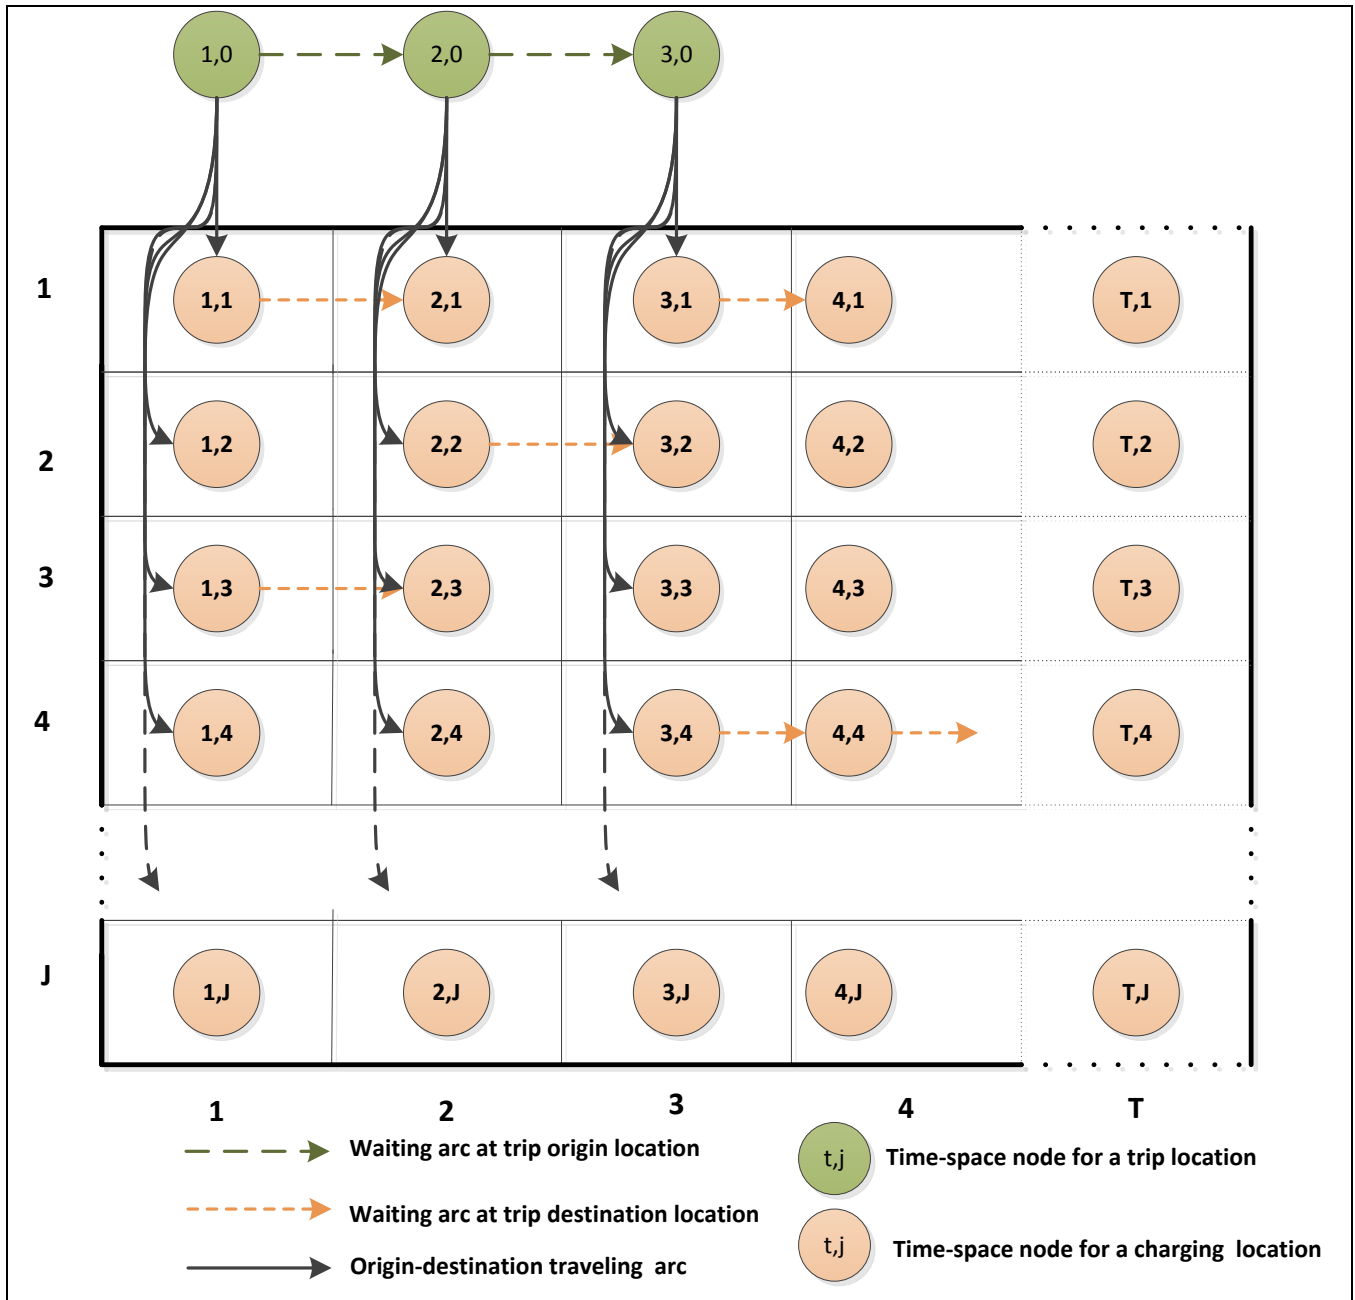 1,0 2,0 3,0
1 1,1 2,1 3,1 4,1 T,1
2 1,2 2,2 3,2 4,2 T,2
3 1,3 2,3 3,3 4,3 T,3
4 1,4 2,4 3,4 4,4 T,4
J 1,J 2,J 3,J 4,J T,J
1 2 3 4 T
Waiting arc at trip origin location
t,j Time-space node for a trip location
Waiting arc at trip destination location
t,j Time-space node for a charging location
Origin-destination traveling arc